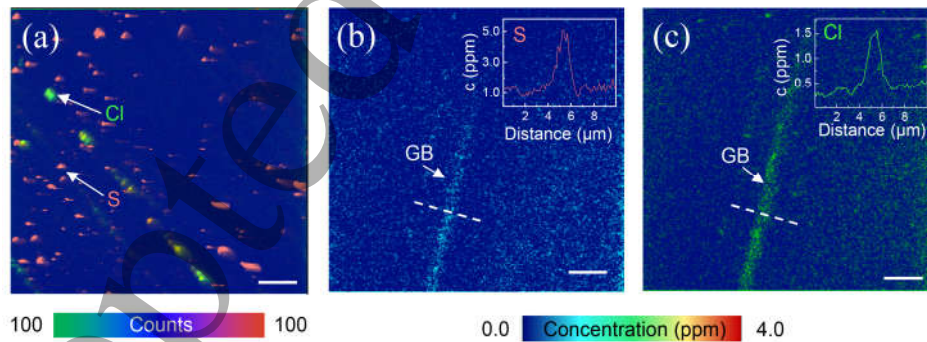 (a)
Cl
S
100 Counts 100
(b)
S
c (ppm)
5.0
3.0
1.0
2 4 6 8
Distance (µm)
GB
(c)
Cl
c (ppm)
1.5
1.0
0.5
2 4 6 8
Distance (µm)
GB
0.0 Concentration (ppm) 4.0